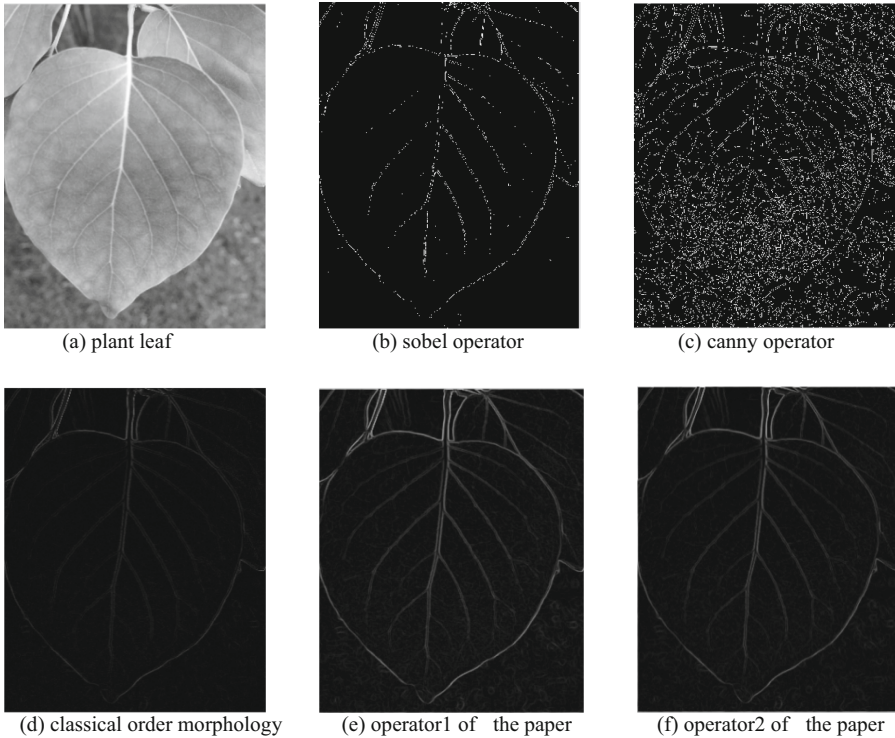 (a) plant leaf
(b) sobel operator
(c) canny operator
(d) classical order morphology
(e) operator1 of the paper
(f) operator2 of the paper